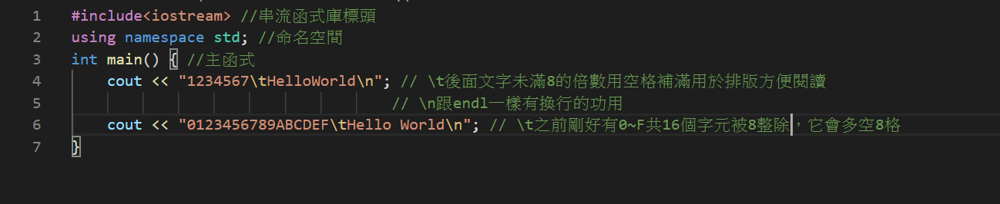 1 #include<iostream> //串流函式庫標頭
2 using namespace std; //命名空間
3 int main() { //主函式
4 cout << "1234567\tHelloWorld\n"; // \t後面文字未滿8的倍數用空格補滿用於排版方便閱讀
5 // \n跟endl一樣有換行的功用
6 cout << "0123456789ABCDEF\tHello World\n"; // \t之前剛好有0~F共16個字元被8整除，它會多空8格
7 }